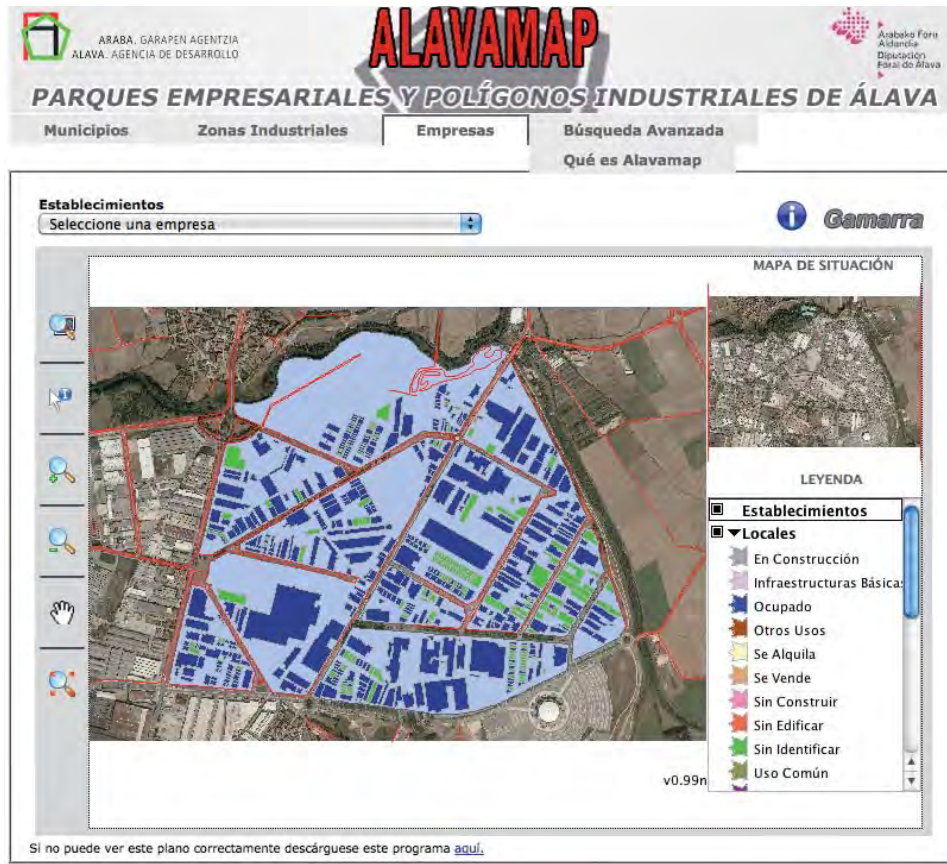 ARABA. GARAPEN AGENTZIA
ALAVA. AGENCIA DE DESARROLLO
ALAVAMAP
Arabako Foru
Aldundia
Diputación
Foral de Alava
PARQUES EMPRESARIALES Y POLÍGONOS INDUSTRIALES DE ÁLAVA
Municipios
Zonas Industriales
Empresas
Búsqueda Avanzada
Qué es Alavamap
Establecimientos
Seleccione una empresa
Gamarra
MAPA DE SITUACIÓN
LEYENDA
Establecimientos
Locales
En Construcción
Infraestructuras Básicas
Ocupado
Otros Usos
Se Alquila
Se Vende
Sin Construir
Sin Edificar
Sin Identificar
Uso Común
v0.99n
Si no puede ver este plano correctamente descárguese este programa aquí.